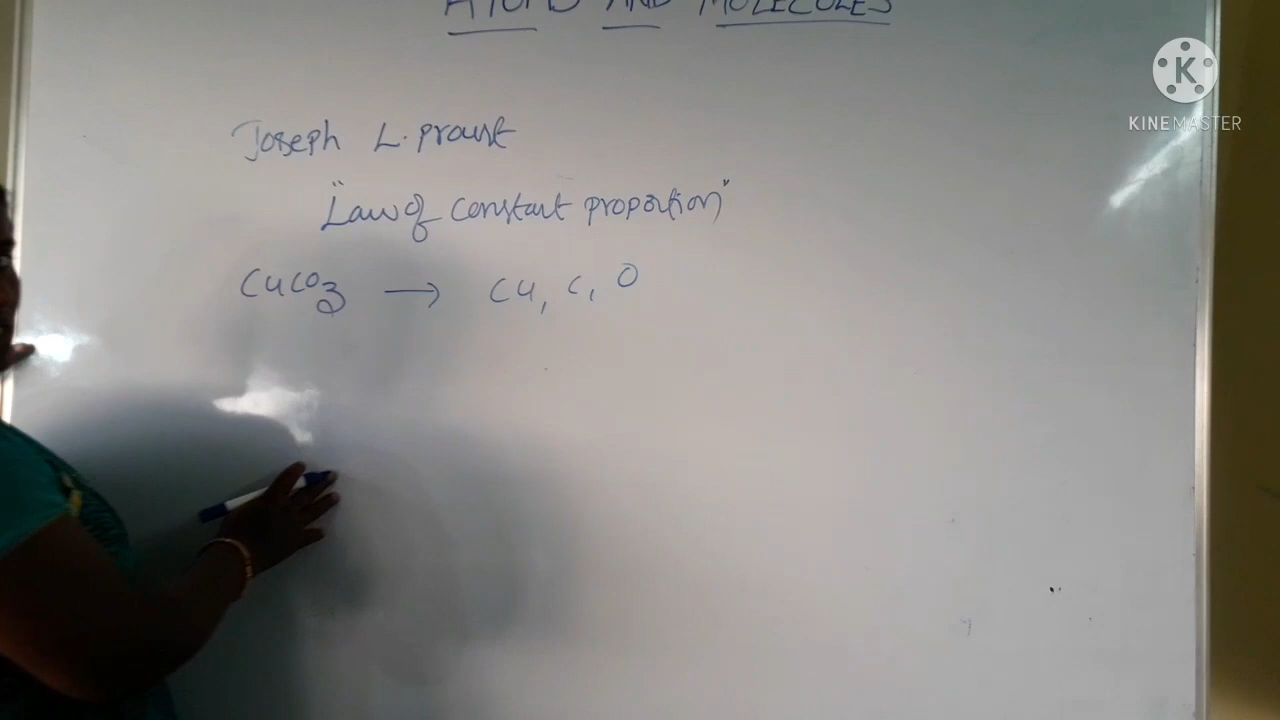 ATOMS AND MOLECULES
K
KINEMASTER
Joseph L. proust
"Law of constant proportion"
CuCO3 → Cu, C, O